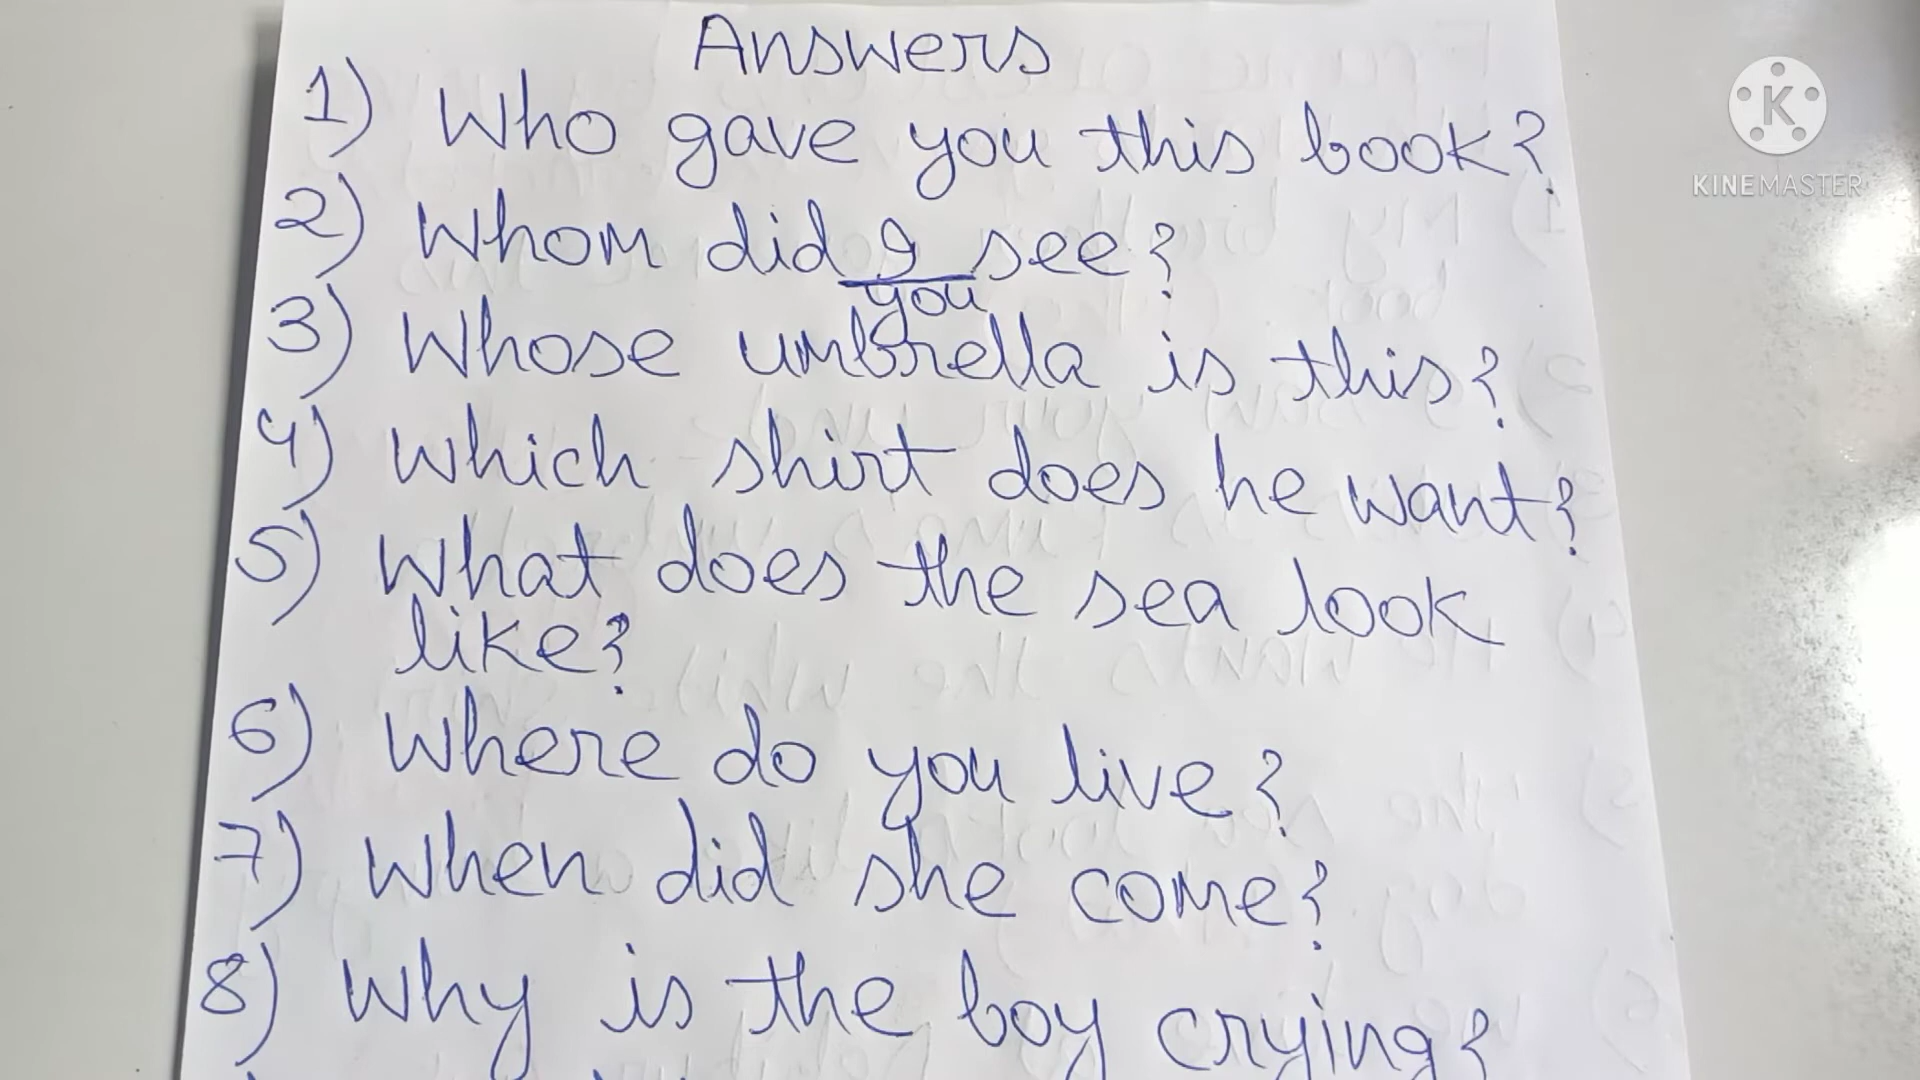 Answers
1) Who gave you this book?
2) Whom did I see?
you
3) Whose umbrella is this?
4) Which shirt does he want?
5) What does the sea look
like?
6) Where do you live?
7) When did she come?
8) Why is the boy crying?
K
KINEMASTER